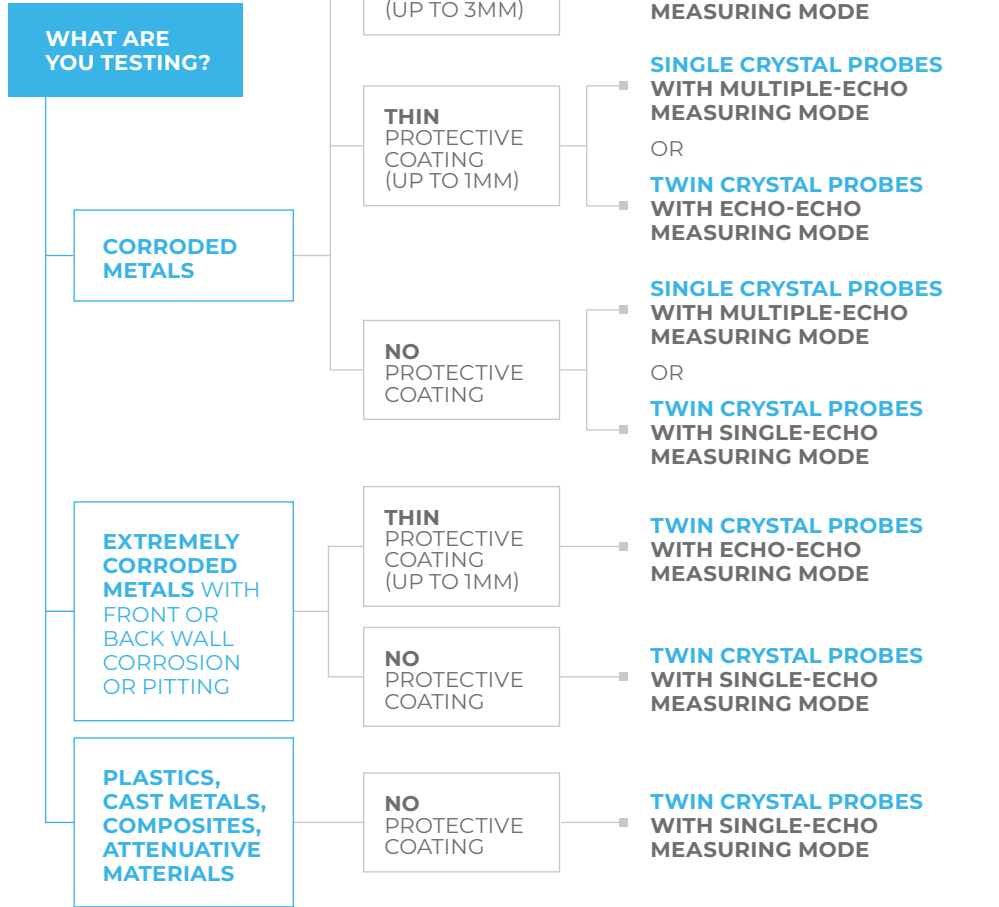 (UP TO 3MM)
MEASURING MODE
WHAT ARE
YOU TESTING?
THIN
PROTECTIVE
COATING
(UP TO 1MM)
SINGLE CRYSTAL PROBES
WITH MULTIPLE-ECHO
MEASURING MODE
OR
TWIN CRYSTAL PROBES
WITH ECHO-ECHO
MEASURING MODE
CORRODED
METALS
NO
PROTECTIVE
COATING
SINGLE CRYSTAL PROBES
WITH MULTIPLE-ECHO
MEASURING MODE
OR
TWIN CRYSTAL PROBES
WITH SINGLE-ECHO
MEASURING MODE
EXTREMELY
CORRODED
METALS WITH
FRONT OR
BACK WALL
CORROSION
OR PITTING
THIN
PROTECTIVE
COATING
(UP TO 1MM)
TWIN CRYSTAL PROBES
WITH ECHO-ECHO
MEASURING MODE
NO
PROTECTIVE
COATING
TWIN CRYSTAL PROBES
WITH SINGLE-ECHO
MEASURING MODE
PLASTICS,
CAST METALS,
COMPOSITES,
ATTENUATIVE
MATERIALS
NO
PROTECTIVE
COATING
TWIN CRYSTAL PROBES
WITH SINGLE-ECHO
MEASURING MODE